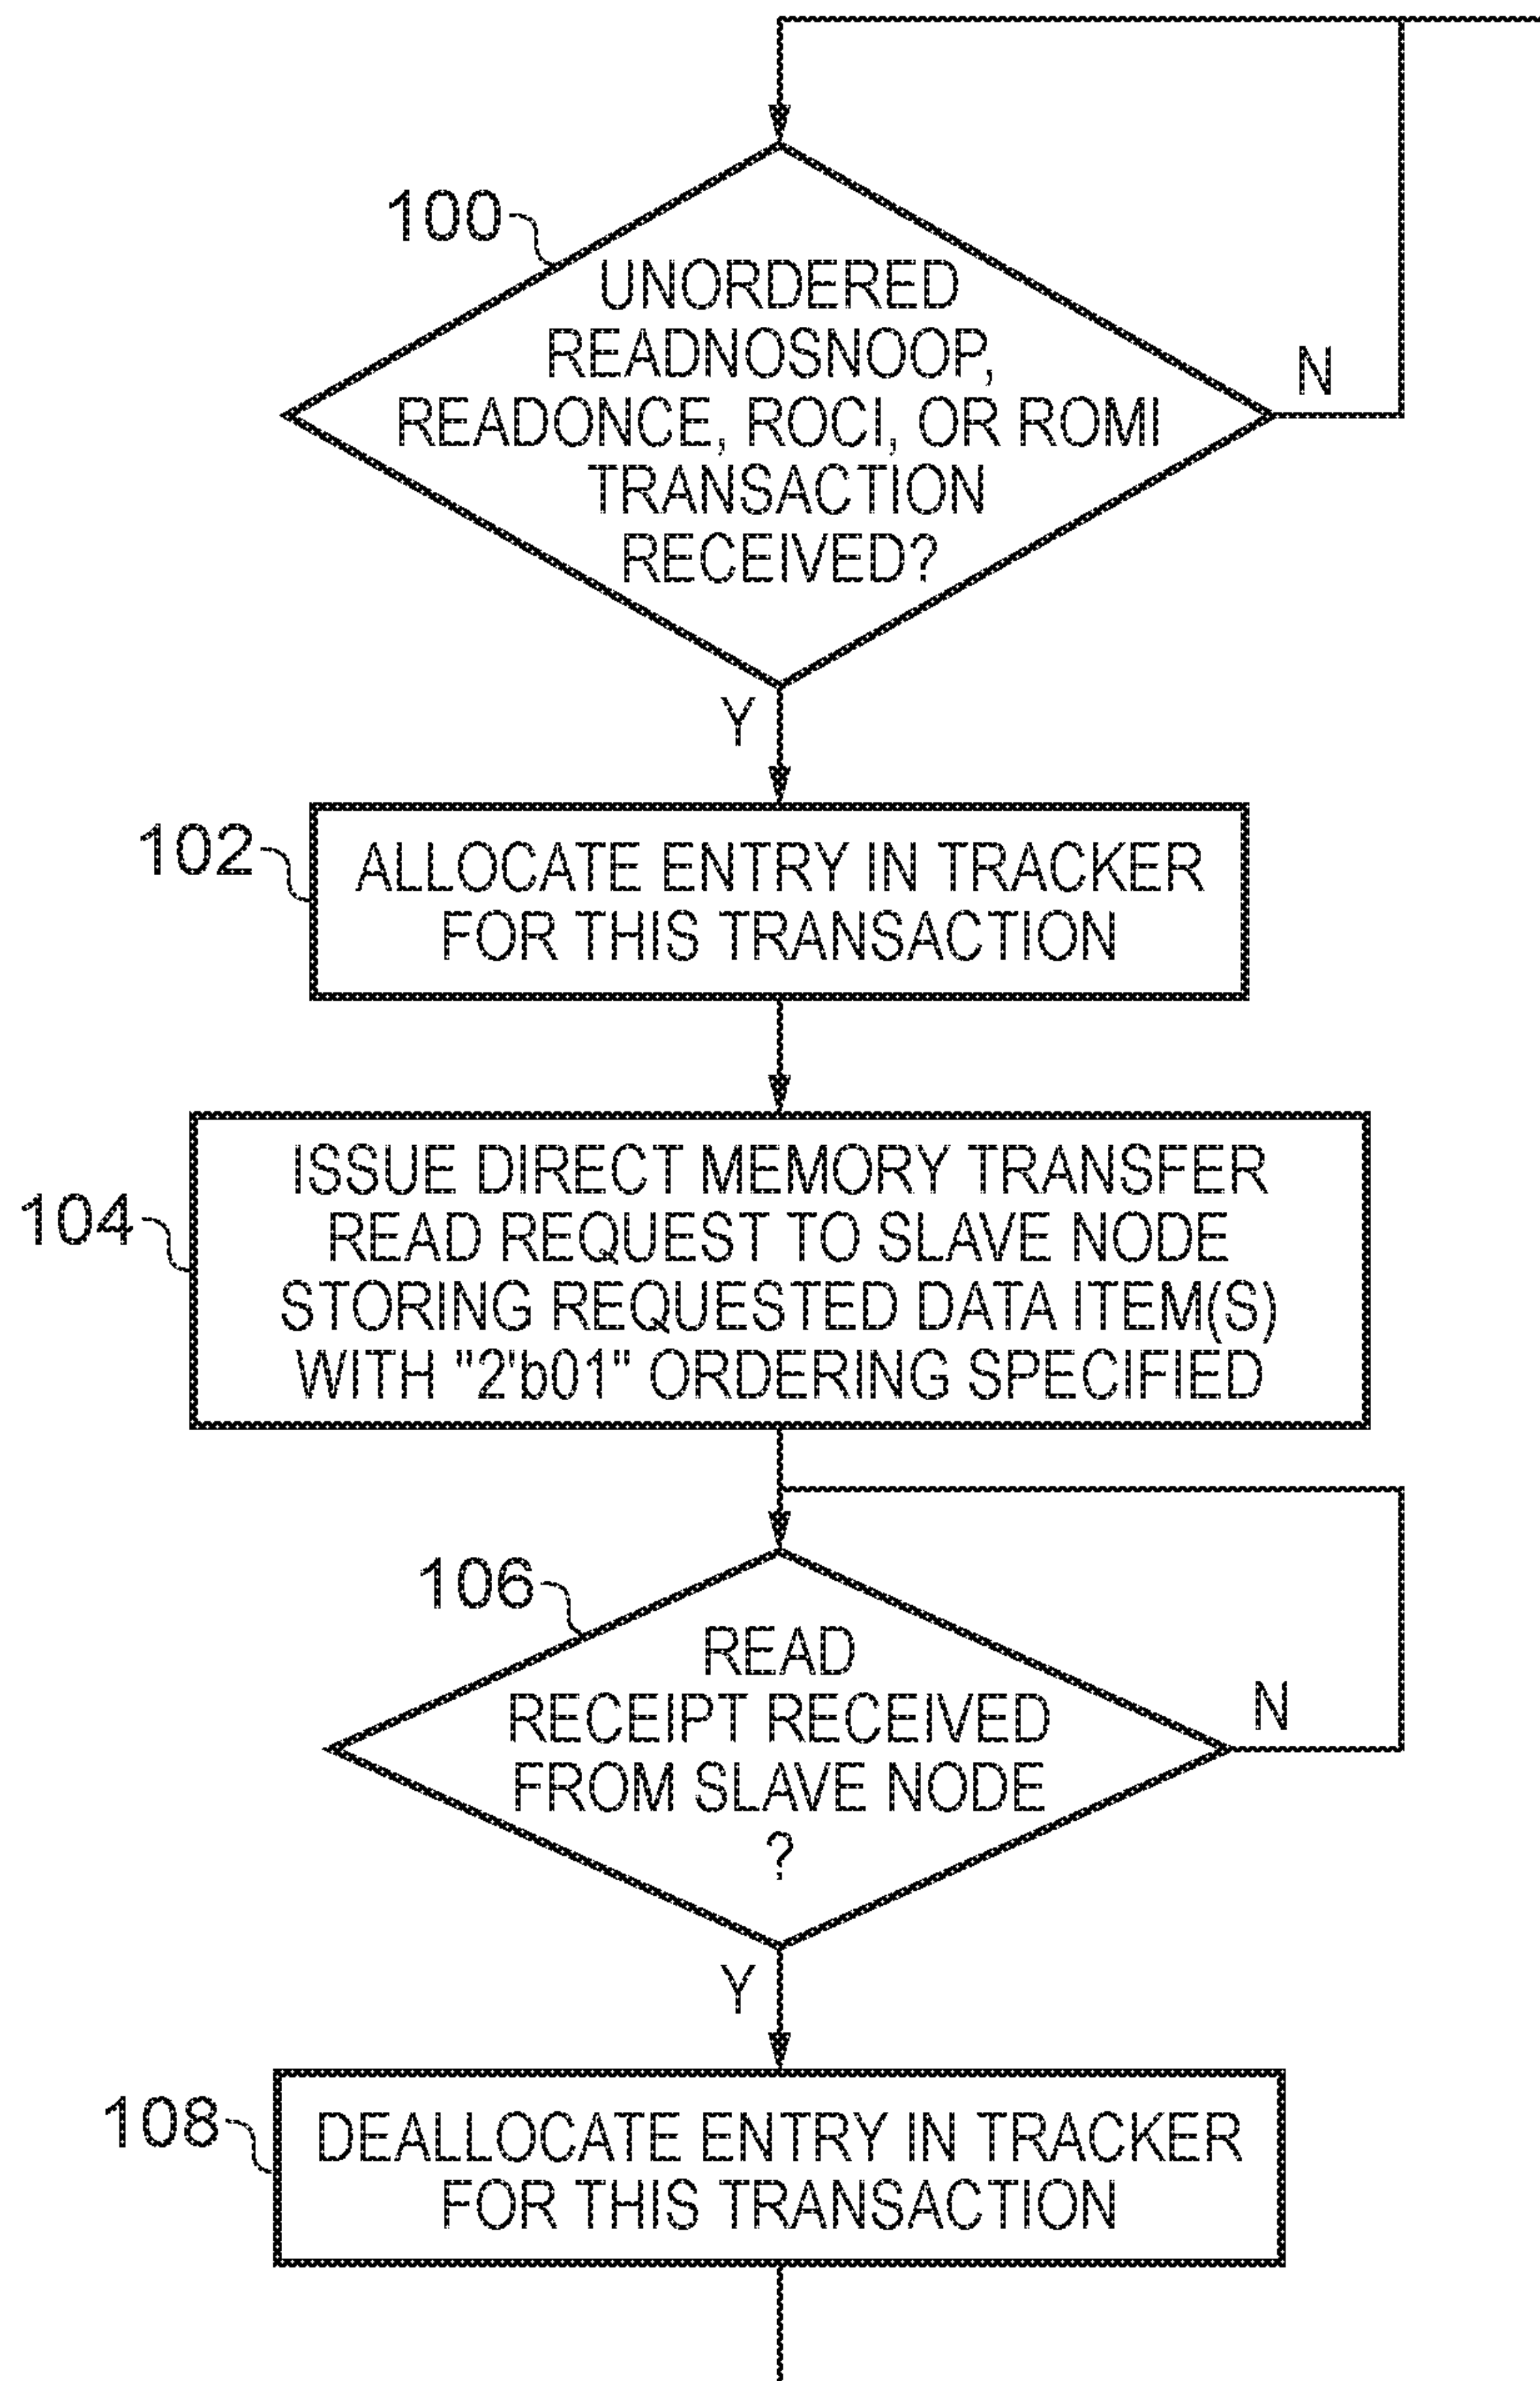 100
UNORDERED
READNOSNOOP,
READONCE, ROCI, OR ROMI
TRANSACTION
RECEIVED?
N
Y
102
ALLOCATE ENTRY IN TRACKER
FOR THIS TRANSACTION
104
ISSUE DIRECT MEMORY TRANSFER
READ REQUEST TO SLAVE NODE
STORING REQUESTED DATA ITEM(S)
WITH "2'b01" ORDERING SPECIFIED
106
READ
RECEIPT RECEIVED
FROM SLAVE NODE
?
N
Y
108
DEALLOCATE ENTRY IN TRACKER
FOR THIS TRANSACTION